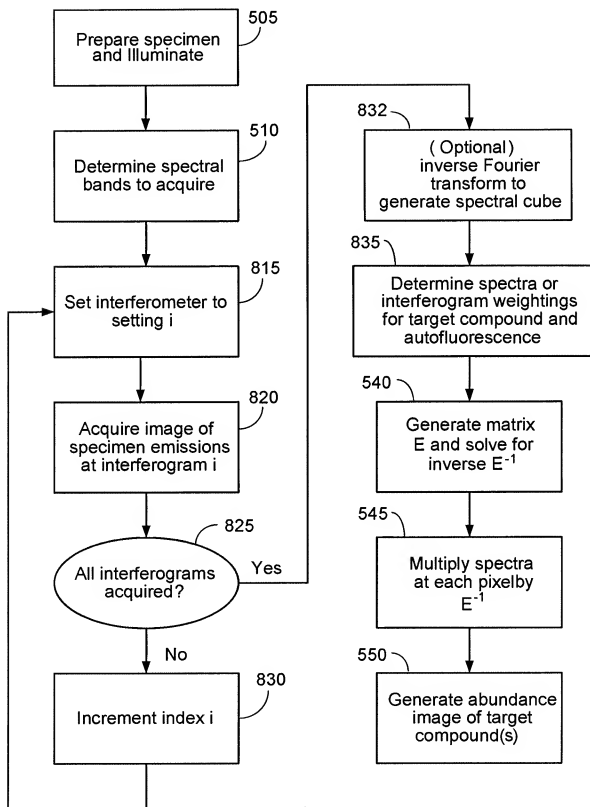 505
Prepare specimen
and Illuminate
510
Determine spectral
bands to acquire
815
Set interferometer to
setting i
820
Acquire image of
specimen emissions
at interferogram i
825
All interferograms
acquired?
Yes
No
830
Increment index i
832
( Optional)
inverse Fourier
transform to
generate spectral cube
835
Determine spectra or
interferogram weightings
for target compound and
autofluorescence
540
Generate matrix
E and solve for
inverse E⁻¹
545
Multiply spectra
at each pixelby
E⁻¹
550
Generate abundance
image of target
compound(s)